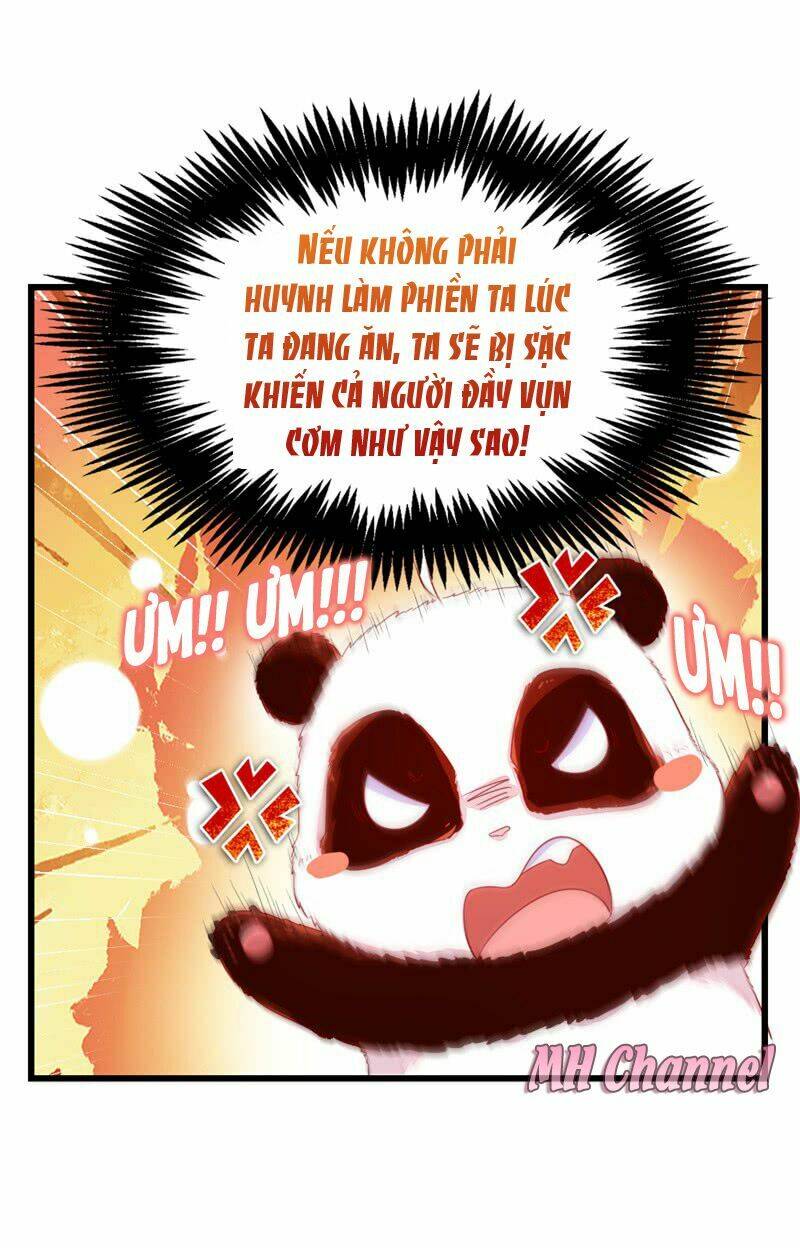 NẾU KHÔNG PHẢI
HUYNH LÀM PHIỀN TA LÚC
TA ĐANG ĂN, TA SẼ BỊ SẶC
KHIẾN CẢ NGƯỜI ĐẦY VỤN
CƠM NHƯ VẬY SAO!
ƯM!! ƯM!!!
ƯM!!
MH Channel